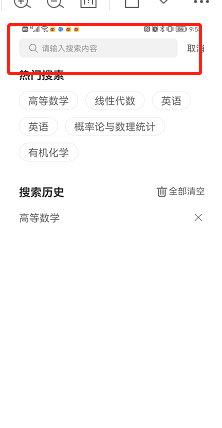 请输入搜索内容 取消
热门搜索
高等数学 线性代数 英语
英语 概率论与数理统计
有机化学
搜索历史 全部清空
高等数学